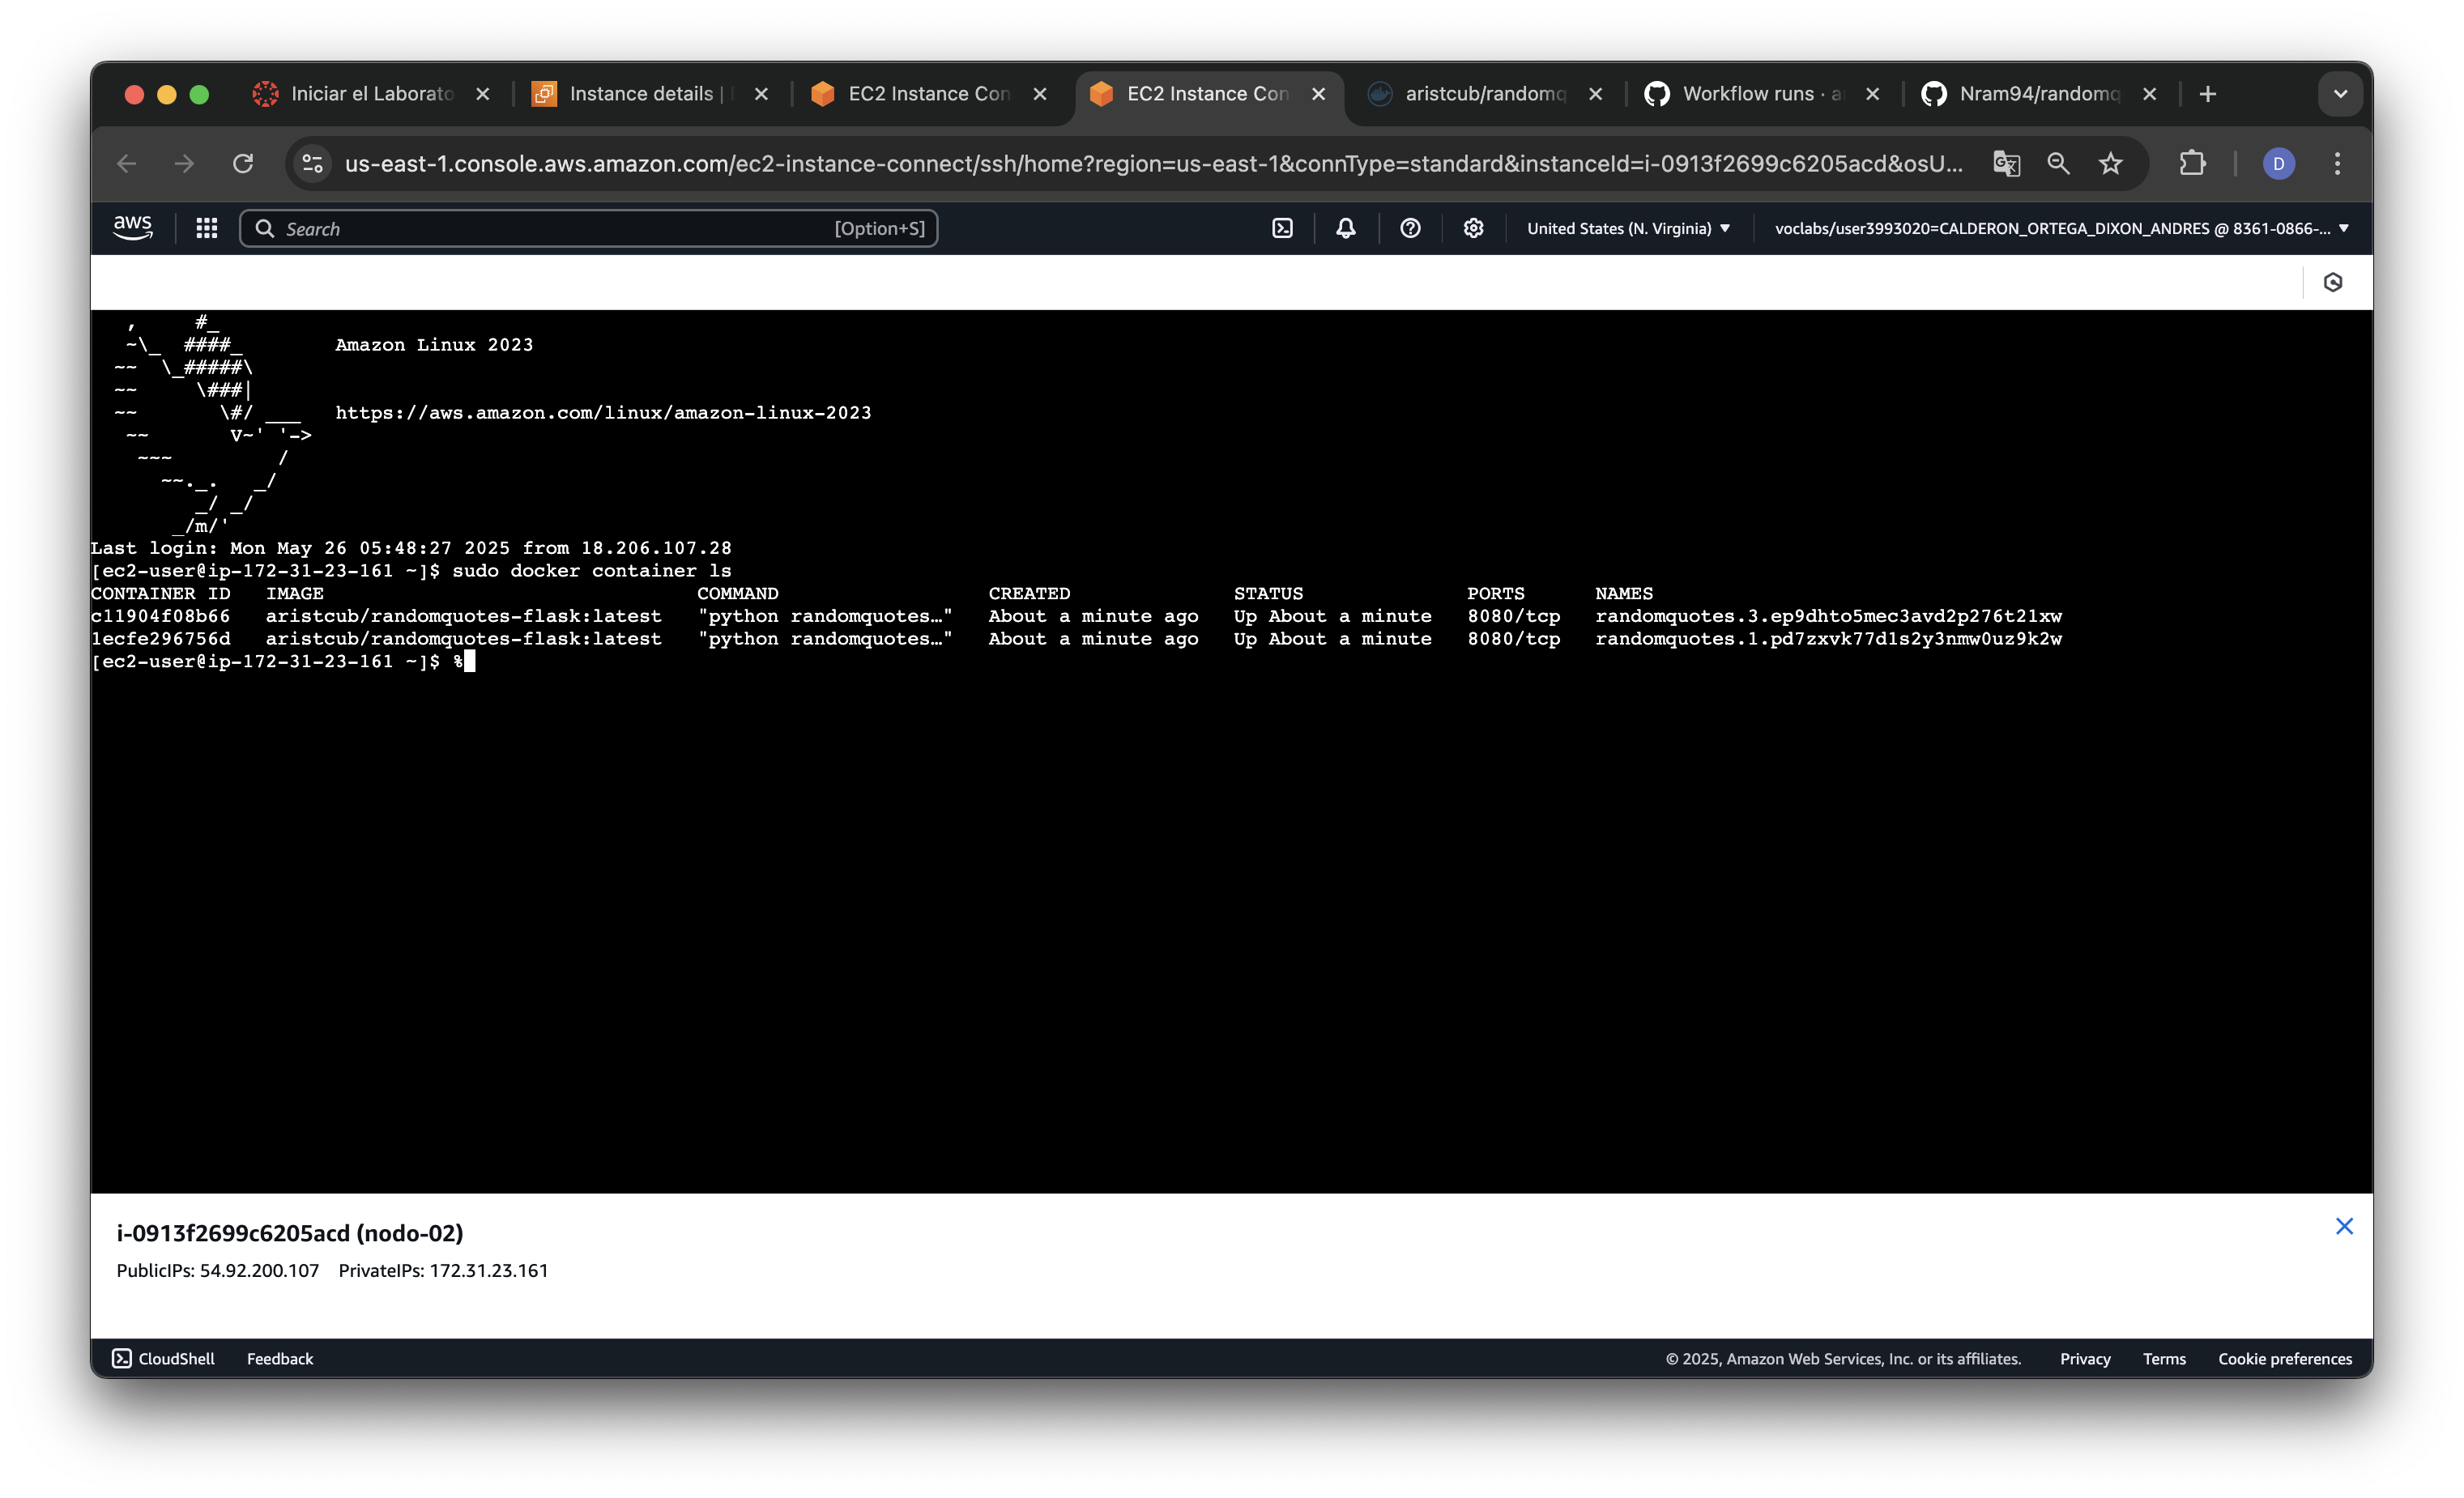 Iniciar el Laborato
Instance details |
EC2 Instance Con
EC2 Instance Con
aristcub/randomq
Workflow runs · a
Nram94/randomq
us-east-1.console.aws.amazon.com/ec2-instance-connect/ssh/home?region=us-east-1&connType=standard&instanceId=i-0913f2699c6205acd&osU...
D
aws
Search
[Option+S]
United States (N. Virginia)
voclabs/user3993020=CALDERON_ORTEGA_DIXON_ANDRES @ 8361-0866-...
   ,     #_
   ~\_  ####_        Amazon Linux 2023
  ~~  \_#####\
  ~~     \###|
  ~~       \#/ ___   https://aws.amazon.com/linux/amazon-linux-2023
   ~~       V~' '->
    ~~~         /
      ~~._.   _/
         _/ _/
       _/m/'
Last login: Mon May 26 05:48:27 2025 from 18.206.107.28
[ec2-user@ip-172-31-23-161 ~]$ sudo docker container ls
CONTAINER ID   IMAGE                                COMMAND                  CREATED              STATUS              PORTS      NAMES
c11904f08b66   aristcub/randomquotes-flask:latest   "python randomquotes…"   About a minute ago   Up About a minute   8080/tcp   randomquotes.3.ep9dhto5mec3avd2p276t21xw
1ecfe296756d   aristcub/randomquotes-flask:latest   "python randomquotes…"   About a minute ago   Up About a minute   8080/tcp   randomquotes.1.pd7zxvk77d1s2y3nmw0uz9k2w
[ec2-user@ip-172-31-23-161 ~]$ %
i-0913f2699c6205acd (nodo-02)
PublicIPs: 54.92.200.107 PrivateIPs: 172.31.23.161
CloudShell
Feedback
© 2025, Amazon Web Services, Inc. or its affiliates.
Privacy
Terms
Cookie preferences